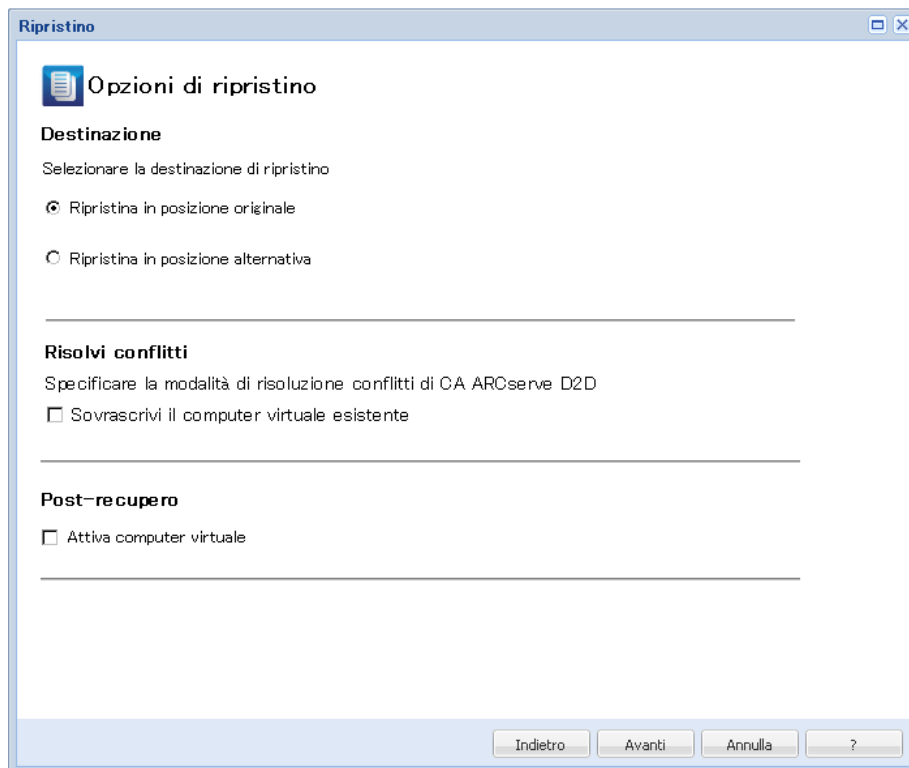 Ripristino
Opzioni di ripristino
Destinazione
Selezionare la destinazione di ripristino
Ripristina in posizione originale
Ripristina in posizione alternativa
Risolvi conflitti
Specificare la modalità di risoluzione conflitti di CA ARCserve D2D
Sovrascrivi il computer virtuale esistente
Post-recupero
Attiva computer virtuale
Indietro Avanti Annulla ?